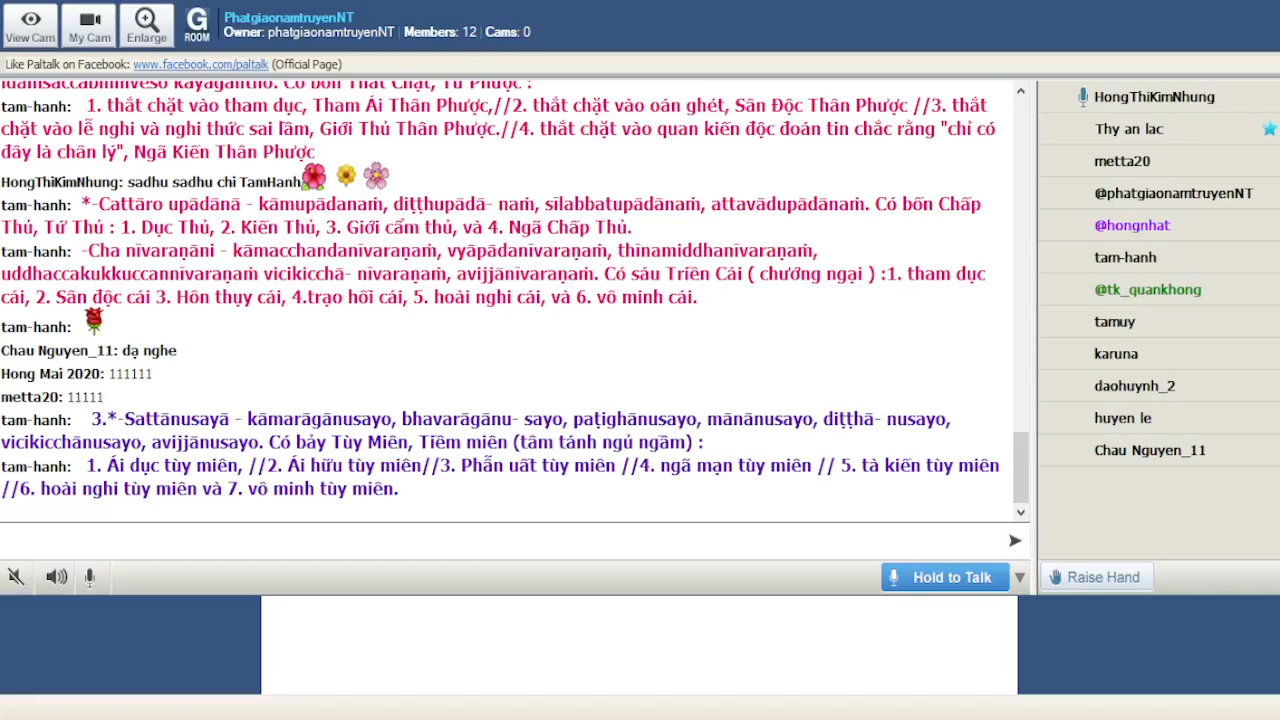 PhatgiaonamtruyenNT
Owner: phatgiaonamtruyenNT | Members: 12 | Cams: 0
View Cam
My Cam
Enlarge
G
ROOM
Like Paltalk on Facebook: www.facebook.com/paltalk (Official Page)
tam-hanh: 1. thắt chặt vào tham dục, Tham Ái Thân Phược,//2. thắt chặt vào oán ghét, Sân Độc Thân Phược //3. thắt
chặt vào lễ nghi và nghi thức sai lầm, Giới Thủ Thân Phược.//4. thắt chặt vào quan kiến độc đoán tin chắc rằng "chỉ có
đây là chân lý", Ngã Kiến Thân Phược
HongThiKimNhung: sadhu sadhu chi TamHanh
tam-hanh: *-Cattāro upādānā - kāmupādanaṁ, diṭṭhupādā- naṁ, sīlabbatupādānaṁ, attavādupādānaṁ. Có bốn Chấp
Thủ, Tứ Thủ : 1. Dục Thủ, 2. Kiến Thủ, 3. Giới cấm thủ, và 4. Ngã Chấp Thủ.
tam-hanh: -Cha nīvaraṇāni - kāmacchandanīvaraṇaṁ, vyāpādanīvaraṇaṁ, thīnamiddhanīvaraṇaṁ,
uddhaccakukkuccannīvaraṇaṁ vicikicchā- nīvaraṇaṁ, avijjānīvaraṇaṁ. Có sáu Triền Cái ( chướng ngại ) :1. tham dục
cái, 2. Sân độc cái 3. Hôn thụy cái, 4.trạo hối cái, 5. hoài nghi cái, và 6. vô minh cái.
tam-hanh:
Chau Nguyen_11: dạ nghe
Hong Mai 2020: 111111
metta20: 11111
tam-hanh: 3.*-Sattānusayā - kāmarāgānusayo, bhavarāgānu- sayo, paṭighānusayo, mānānusayo, diṭṭhā- nusayo,
vicikicchānusayo, avijjānusayo. Có bảy Tùy Miên, Tiềm miên (tâm tánh ngủ ngầm) :
tam-hanh: 1. Ái dục tùy miên, //2. Ái hữu tùy miên//3. Phẫn uất tùy miên //4. ngã mạn tùy miên // 5. tà kiến tùy miên
//6. hoài nghi tùy miên và 7. vô minh tùy miên.
Hold to Talk
HongThiKimNhung
Thy an lac
metta20
@phatgiaonamtruyenNT
@hongnhat
tam-hanh
@tk_quankhong
tamuy
karuna
daohuynh_2
huyen le
Chau Nguyen_11
Raise Hand